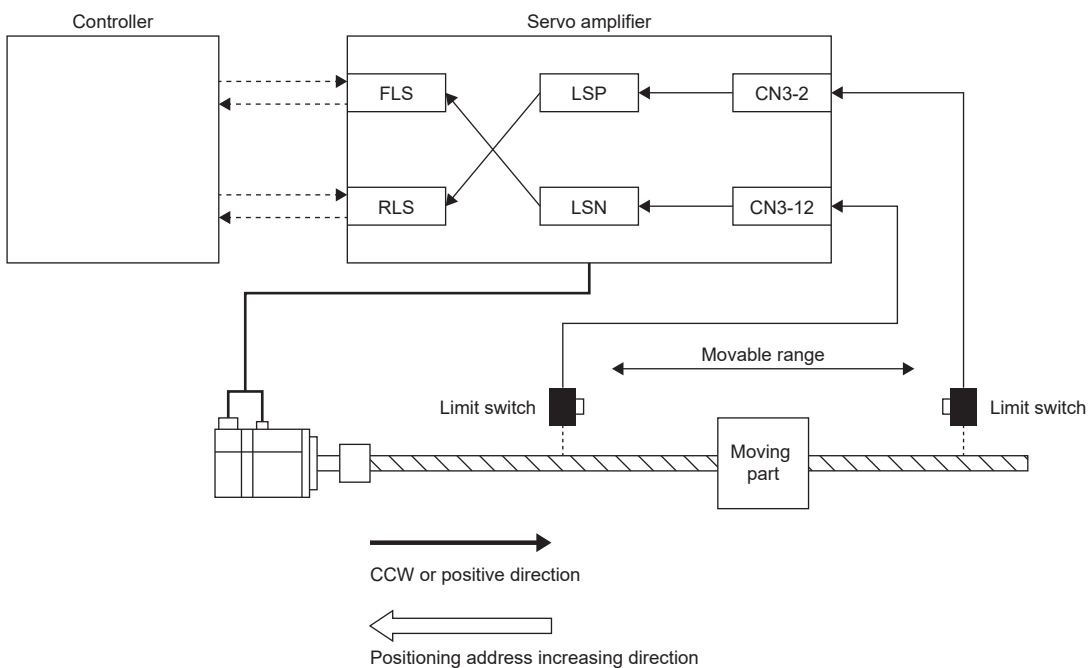 Controller
Servo amplifier
FLS
LSP
CN3-2
RLS
LSN
CN3-12
Movable range
Limit switch
Limit switch
Moving
part
CCW or positive direction
Positioning address increasing direction